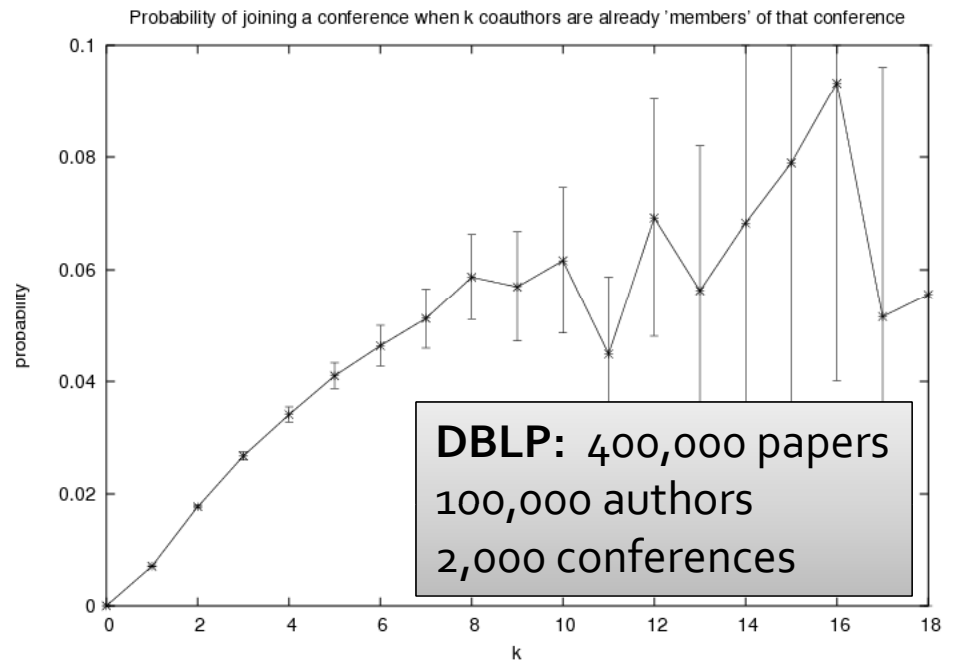 Probability of joining a conference when k coauthors are already 'members' of that conference
0.1
0.08
0.06
0.04
0.02
0
probability
0 2 4 6 8 10 12 14 16 18
k
DBLP: 400,000 papers
100,000 authors
2,000 conferences